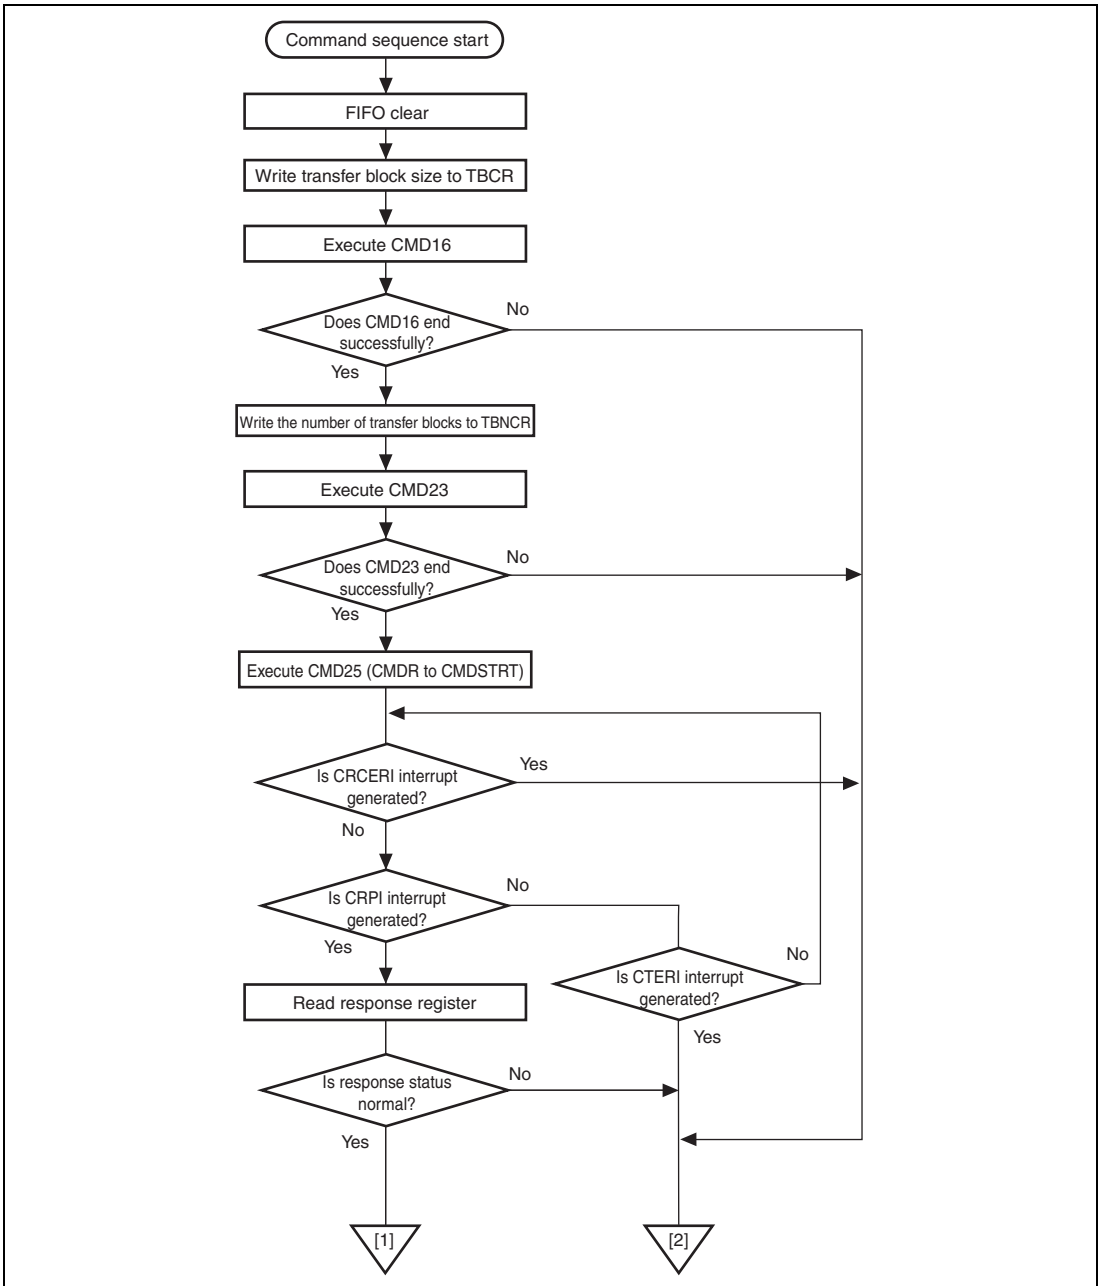 Command sequence start
FIFO clear
Write transfer block size to TBCR
Execute CMD16
No
Does CMD16 end
successfully?
Yes
Write the number of transfer blocks to TBNCR
Execute CMD23
No
Does CMD23 end
successfully?
Yes
Execute CMD25 (CMDR to CMDSTRT)
Yes
Is CRCERI interrupt
generated?
No
No
Is CRPI interrupt
generated?
Yes
No
Is CTERI interrupt
generated?
Read response register
Yes
No
Is response status
normal?
Yes
[1]
[2]